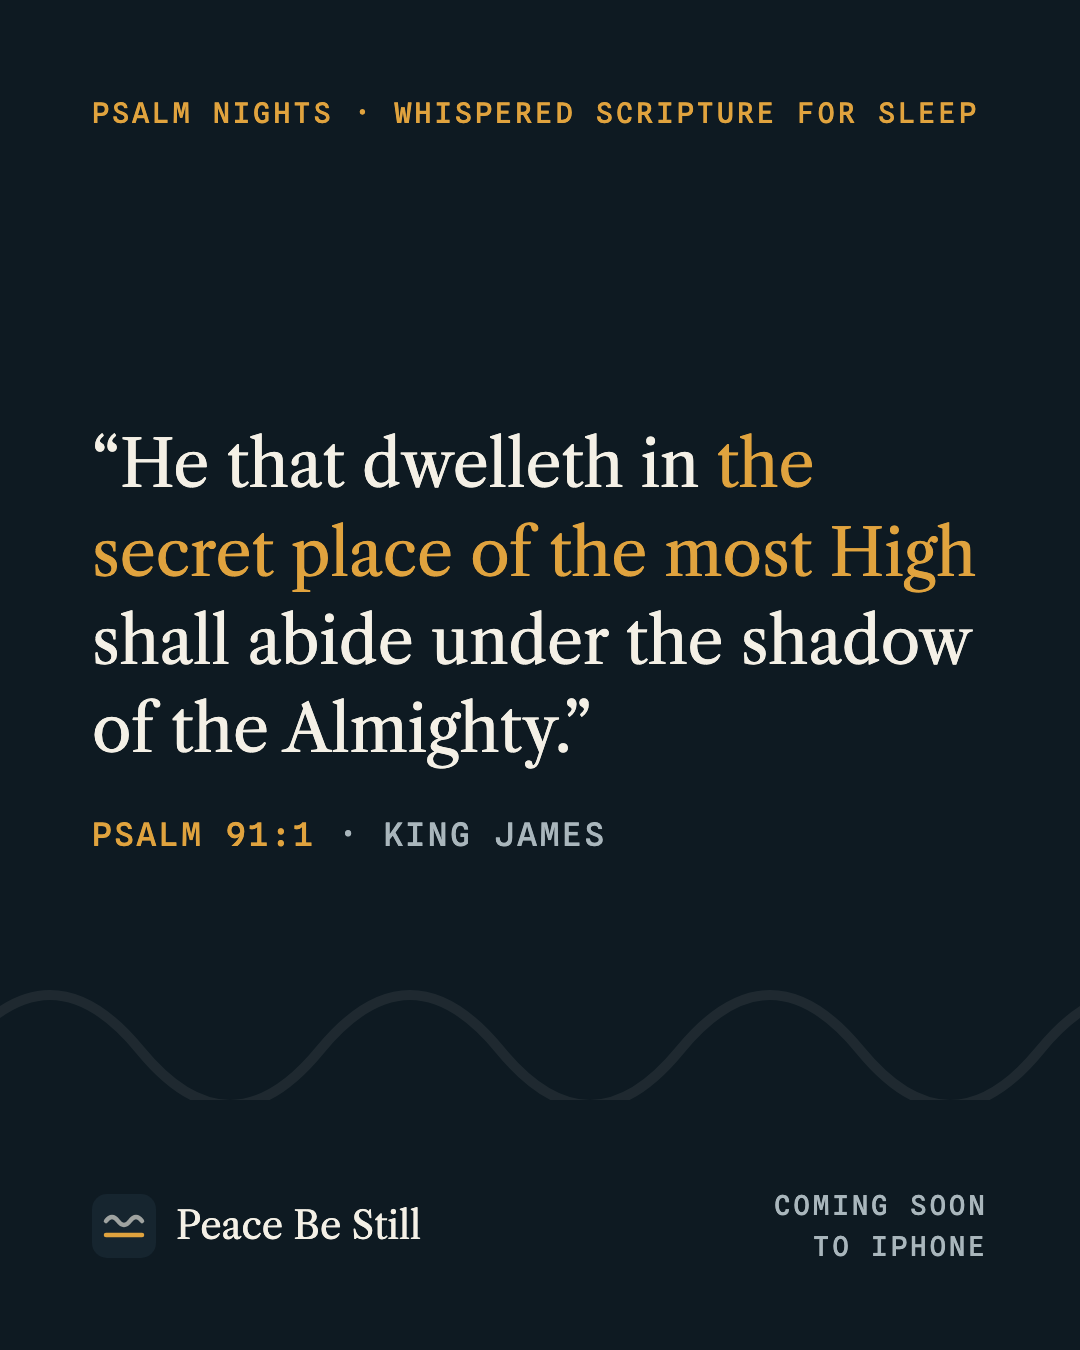 PSALM NIGHTS · WHISPERED SCRIPTURE FOR SLEEP
“He that dwelleth in the
secret place of the most High
shall abide under the shadow
of the Almighty.”
PSALM 91:1 · KING JAMES
Peace Be Still
COMING SOON
TO IPHONE